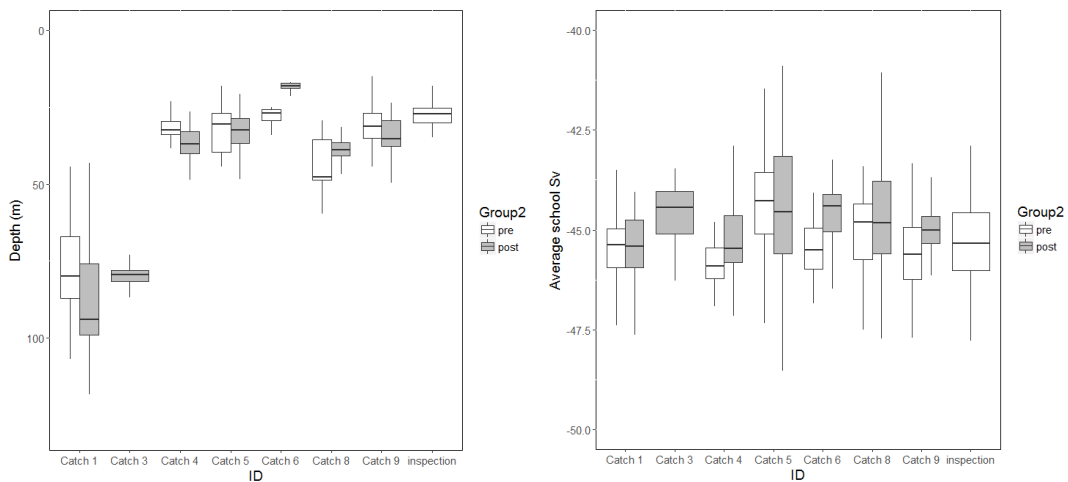 Depth (m)
0
50
100
Catch 1 Catch 3 Catch 4 Catch 5 Catch 6 Catch 8 Catch 9 inspection
ID
Group2
pre
post
Average school Sv
-40.0
-42.5
-45.0
-47.5
-50.0
Catch 1 Catch 3 Catch 4 Catch 5 Catch 6 Catch 8 Catch 9 inspection
ID
Group2
pre
post